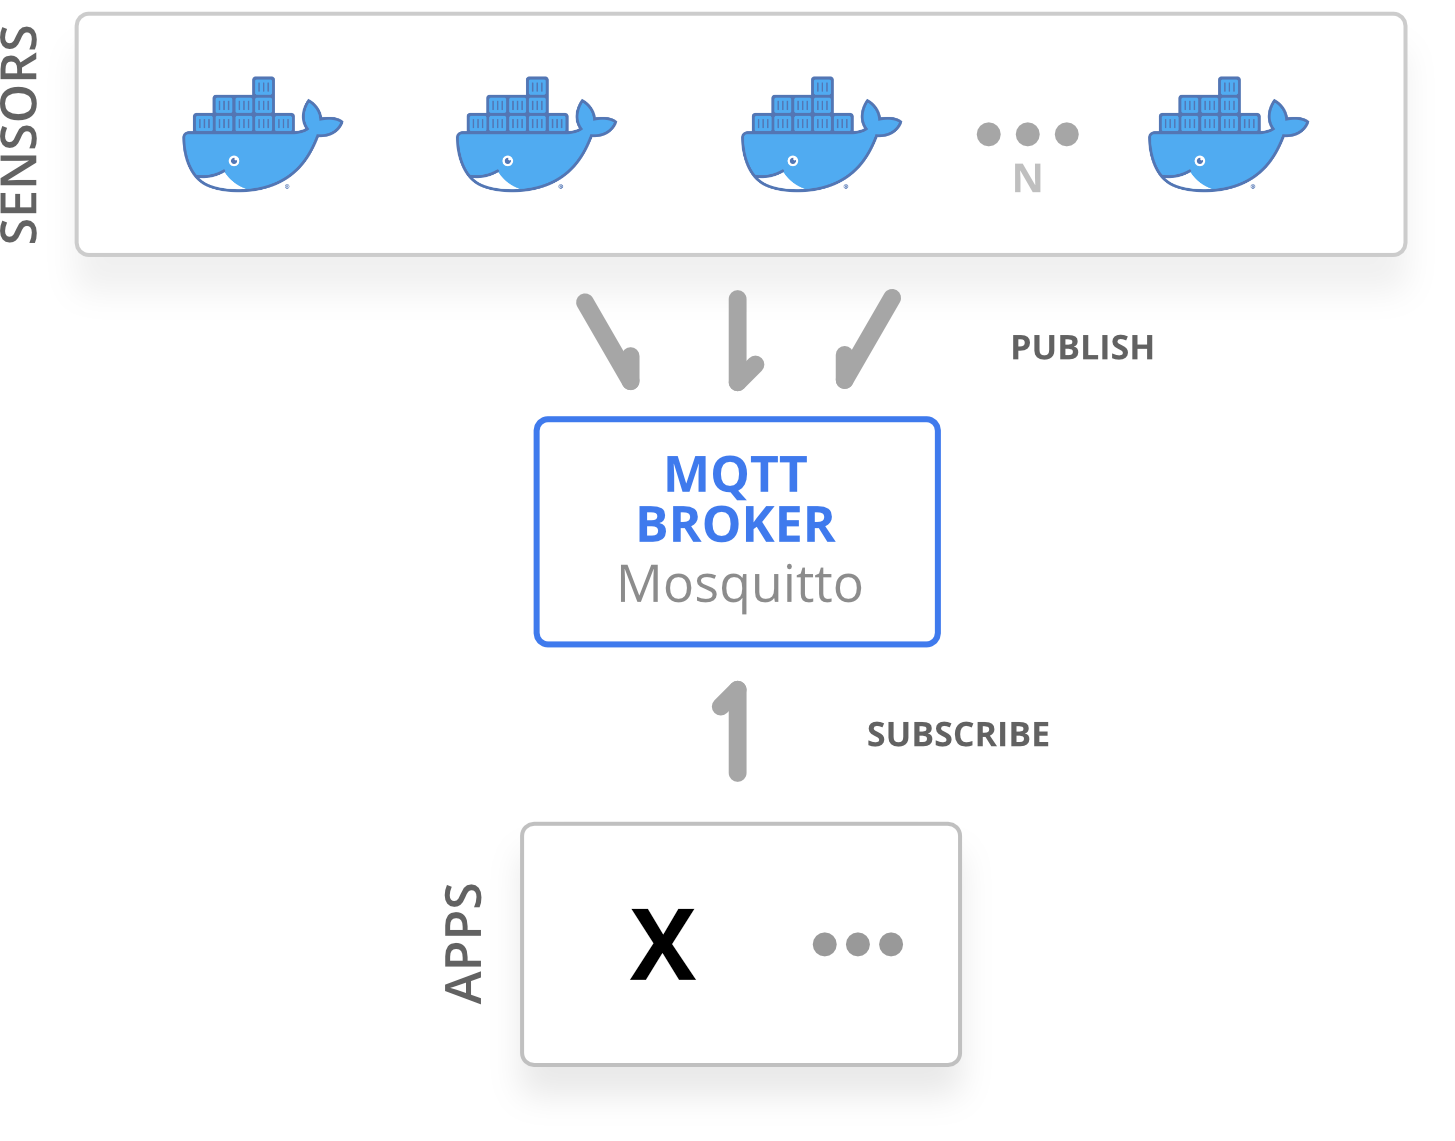 SENSORS
N
PUBLISH
MQTT
BROKER
Mosquitto
SUBSCRIBE
APPS
X